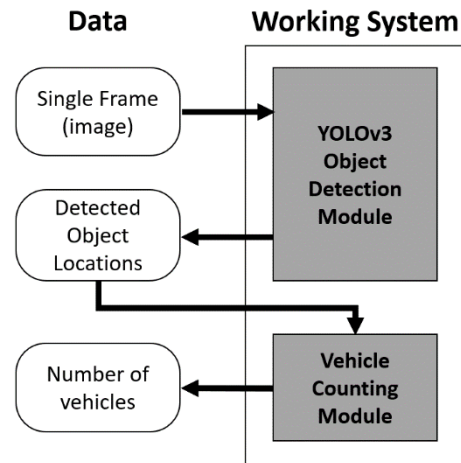 Data
Working System
Single Frame
(image)
YOLOv3
Object
Detection
Module
Detected
Object
Locations
Number of
vehicles
Vehicle
Counting
Module